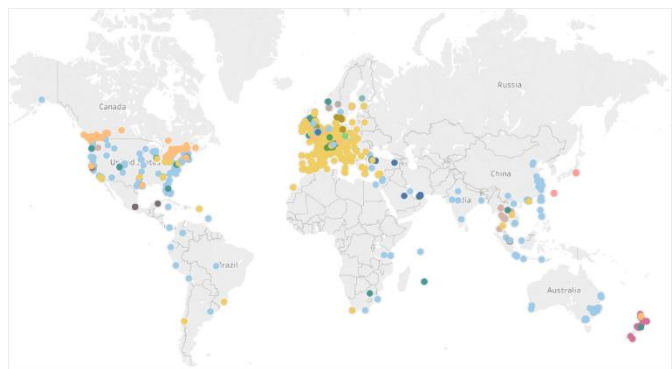 Russia
Canada
United States
China
India
Brazil
Australia